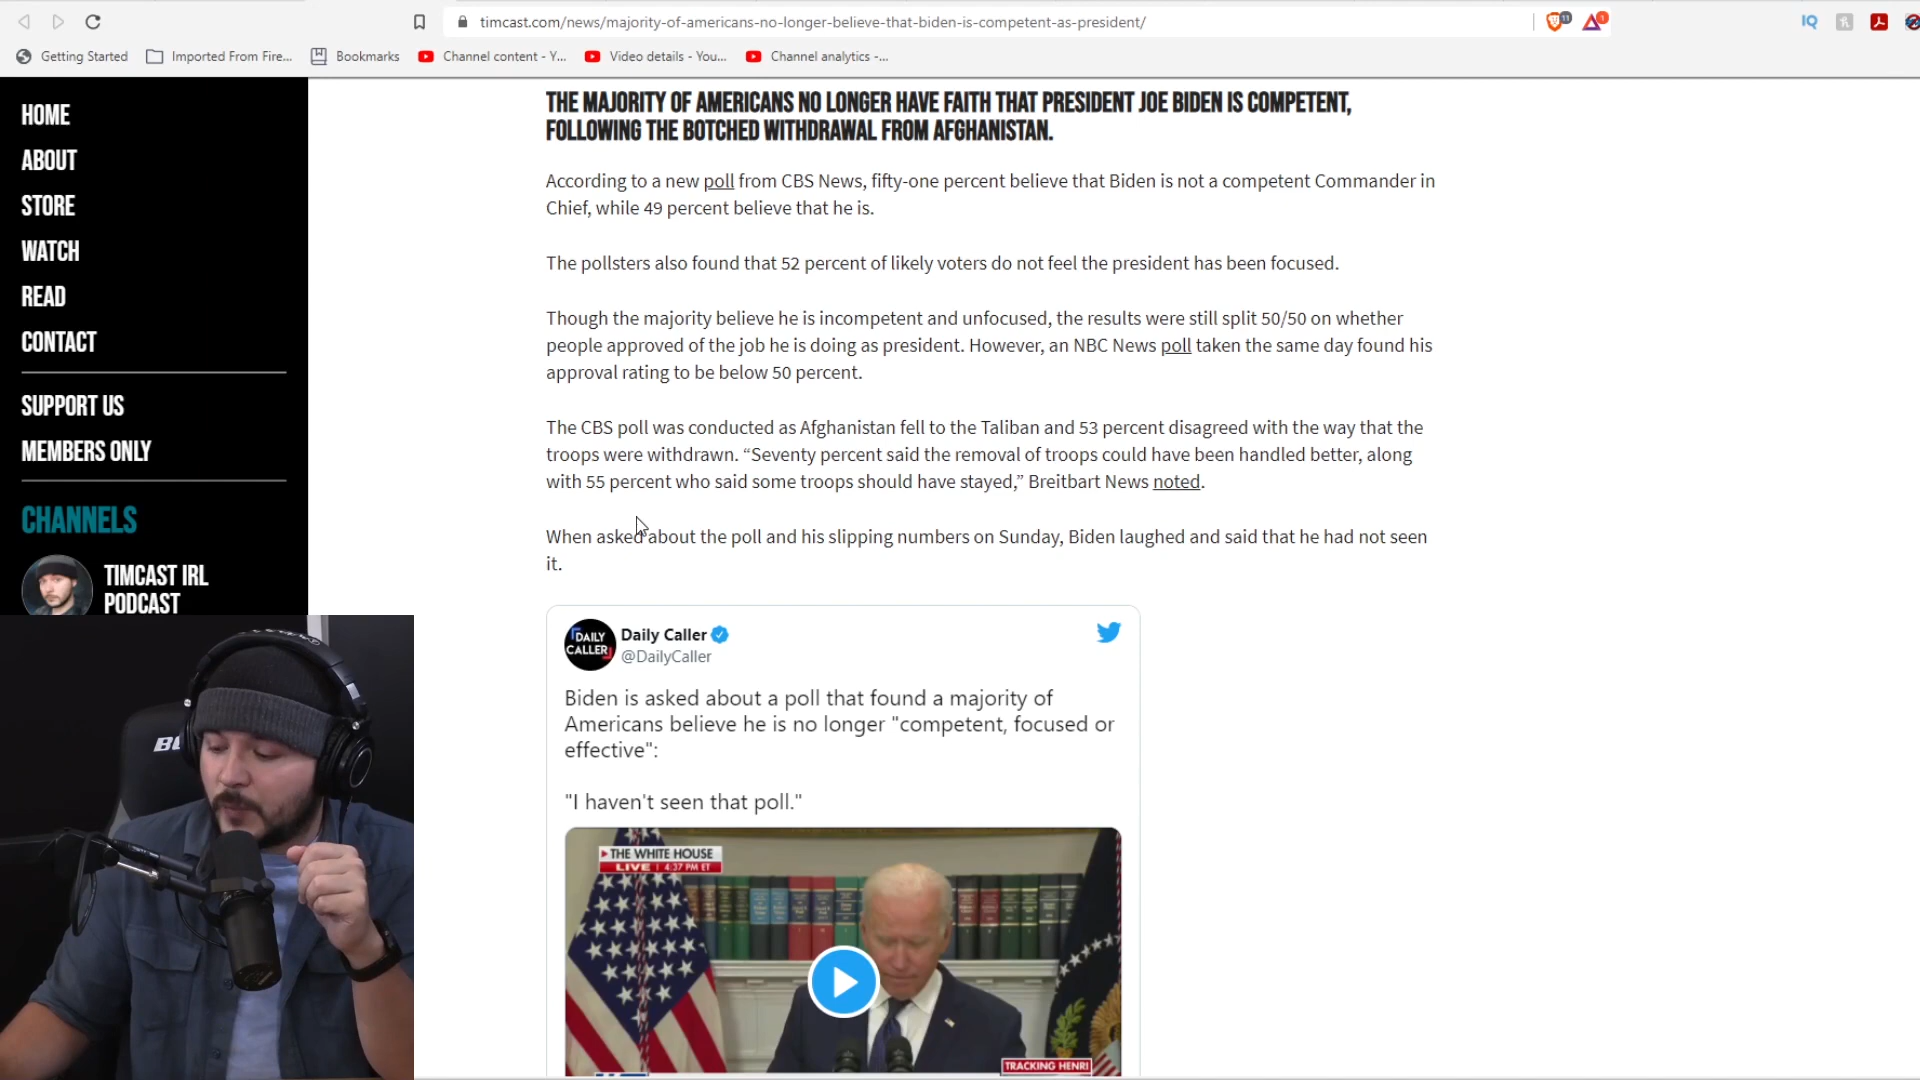 timcast.com/news/majority-of-americans-no-longer-believe-that-biden-is-competent-as-president/
11
1
IQ
Getting Started
Imported From Fire...
Bookmarks
Channel content - Y...
Video details - You...
Channel analytics -...
HOME
ABOUT
STORE
WATCH
READ
CONTACT
SUPPORT US
MEMBERS ONLY
CHANNELS
TIMCAST IRL
PODCAST
THE MAJORITY OF AMERICANS NO LONGER HAVE FAITH THAT PRESIDENT JOE BIDEN IS COMPETENT,
FOLLOWING THE BOTCHED WITHDRAWAL FROM AFGHANISTAN.
According to a new poll from CBS News, fifty-one percent believe that Biden is not a competent Commander in
Chief, while 49 percent believe that he is.
The pollsters also found that 52 percent of likely voters do not feel the president has been focused.
Though the majority believe he is incompetent and unfocused, the results were still split 50/50 on whether
people approved of the job he is doing as president. However, an NBC News poll taken the same day found his
approval rating to be below 50 percent.
The CBS poll was conducted as Afghanistan fell to the Taliban and 53 percent disagreed with the way that the
troops were withdrawn. “Seventy percent said the removal of troops could have been handled better, along
with 55 percent who said some troops should have stayed,” Breitbart News noted.
When asked about the poll and his slipping numbers on Sunday, Biden laughed and said that he had not seen
it.
DAILY
CALLER
Daily Caller
@DailyCaller
Biden is asked about a poll that found a majority of
Americans believe he is no longer "competent, focused or
effective":
"I haven't seen that poll."
THE WHITE HOUSE
LIVE | 4:37 PM ET
TRACKING HENRI